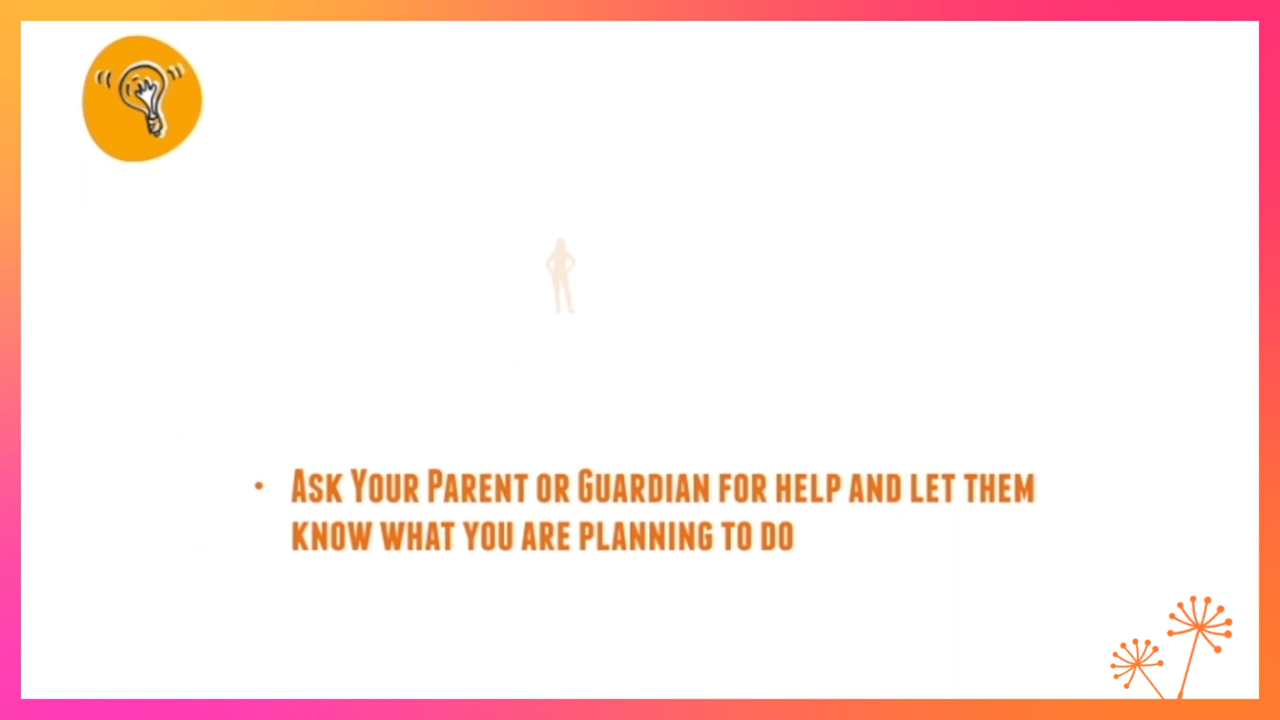 • Ask Your Parent or Guardian for help and let them
know what you are planning to do